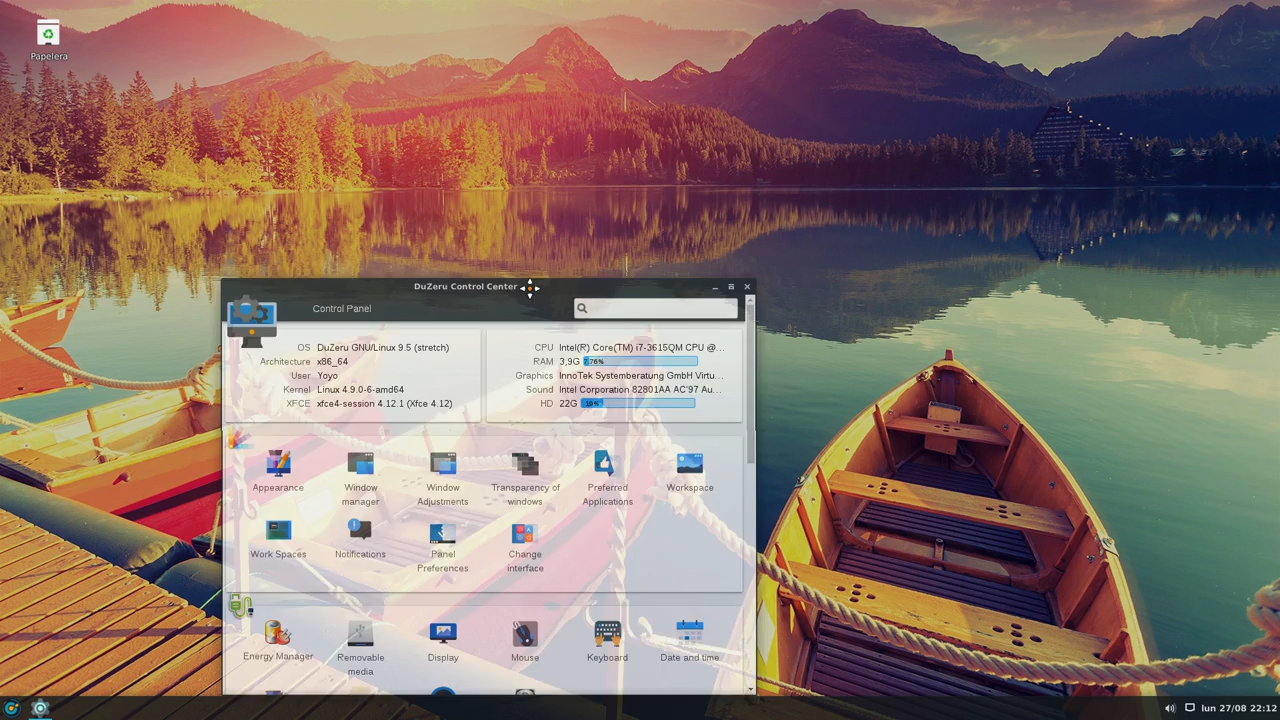 Papelera
DuZeru Control Center
Control Panel
OS DuZeru GNU/Linux 9.5 (stretch)
Architecture x86_64
User Yoyo
Kernel Linux 4.9.0-6-amd64
XFCE xfce4-session 4.12.1 (Xfce 4.12)
CPU Intel(R) Core(TM) i7-3615QM CPU @...
RAM 3,9G 7.76%
Graphics InnoTek Systemberatung GmbH Virtu...
Sound Intel Corporation 82801AA AC'97 Au...
HD 22G 19%
Appearance
Window
manager
Window
Adjustments
Transparency of
windows
Preferred
Applications
Workspace
Work Spaces
Notifications
Panel
Preferences
Change
interface
Energy Manager
Removable
media
Display
Mouse
Keyboard
Date and time
lun 27/08 22:12